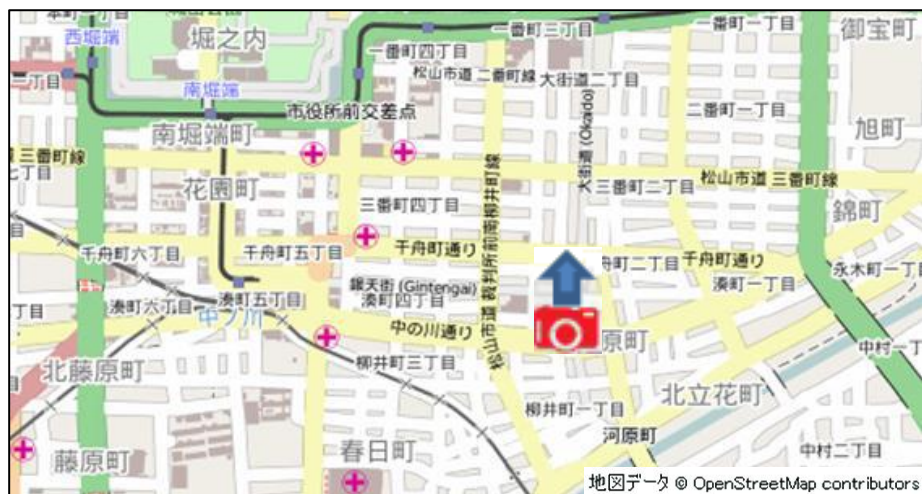 本町一丁目
一番町三丁目
一番町一丁目
御宝町
西堀端
堀之内
一番町四丁目
松山市道 二番町線
大街道二丁目
二丁目
南堀端
市役所前交差点
大街道 (Okaido)
二番町一丁目
旭町
南堀端町
三番町線
松山市道 三番町線
三番町二丁目
花園町
三番町四丁目
錦町
松山市道 裁判所前南柳井町線
千舟町六丁目
千舟町五丁目
千舟町通り
舟町二丁目
千舟町通り
永木町一丁目
湊町一丁目
銀天街 (Gintengai)
湊町六丁目
湊町五丁目
湊町四丁目
中ノ川
中の川通り
原町
中村一丁目
北藤原町
柳井町三丁目
北立花町
柳井町一丁目
河原町
春日町
藤原町
中村二丁目
地図データ © OpenStreetMap contributors